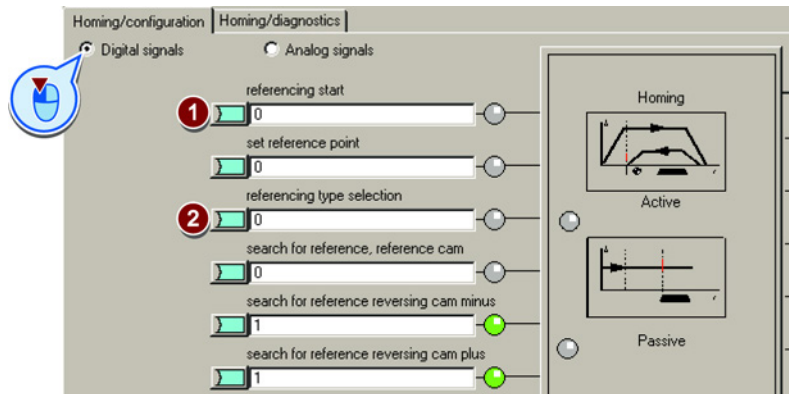 Homing/configuration Homing/diagnostics
Digital signals Analog signals
referencing start
1 0
set reference point
0
referencing type selection
2 0
search for reference, reference cam
0
search for reference reversing cam minus
1
search for reference reversing cam plus
1
Homing
Active
Passive